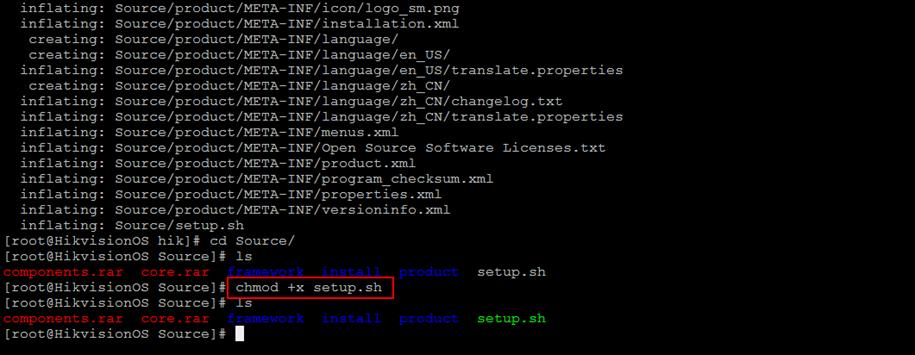 inflating: Source/product/META-INF/icon/logo_sm.png
inflating: Source/product/META-INF/installation.xml
creating: Source/product/META-INF/language/
creating: Source/product/META-INF/language/en_US/
inflating: Source/product/META-INF/language/en_US/translate.properties
creating: Source/product/META-INF/language/zh_CN/
inflating: Source/product/META-INF/language/zh_CN/changelog.txt
inflating: Source/product/META-INF/language/zh_CN/translate.properties
inflating: Source/product/META-INF/menus.xml
inflating: Source/product/META-INF/Open Source Software Licenses.txt
inflating: Source/product/META-INF/product.xml
inflating: Source/product/META-INF/program_checksum.xml
inflating: Source/product/META-INF/properties.xml
inflating: Source/product/META-INF/versioninfo.xml
inflating: Source/setup.sh
[root@HikvisionOS hik]# cd Source/
[root@HikvisionOS Source]# ls
components.rar core.rar framework install product setup.sh
[root@HikvisionOS Source]# chmod +x setup.sh
[root@HikvisionOS Source]# ls
components.rar core.rar framework install product setup.sh
[root@HikvisionOS Source]#